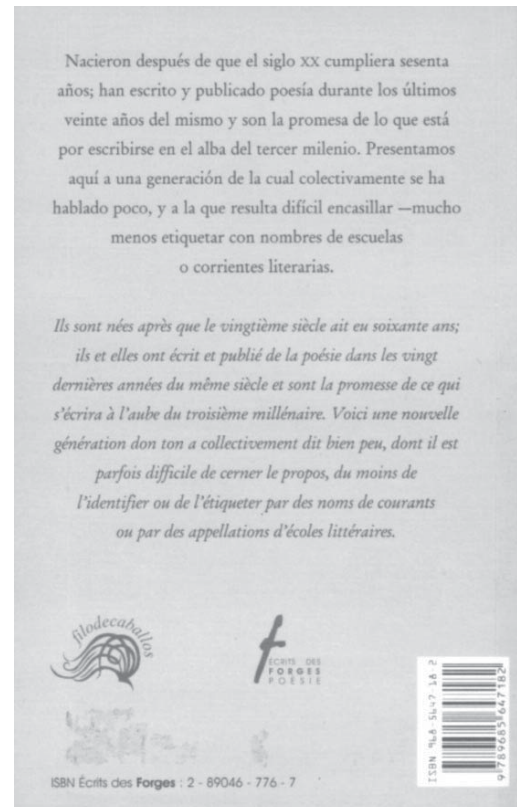 Nacieron después de que el siglo XX cumpliera sesenta
años; han escrito y publicado poesía durante los últimos
veinte años del mismo y son la promesa de lo que está
por escribirse en el alba del tercer milenio. Presentamos
aquí a una generación de la cual colectivamente se ha
hablado poco, y a la que resulta difícil encasillar —mucho
menos etiquetar con nombres de escuelas
o corrientes literarias.
Ils sont nées après que le vingtième siècle ait eu soixante ans;
ils et elles ont écrit et publié de la poésie dans les vingt
dernières années du même siècle et sont la promesse de ce qui
s'écrira à l'aube du troisième millénaire. Voici une nouvelle
génération don ton a collectivement dit bien peu, dont il est
parfois difficile de cerner le propos, du moins de
l'identifier ou de l'étiqueter par des noms de courants
ou par des appellations d'écoles littéraires.
filodecaballos
ÉCRITS DES
FORGES
POÉSIE
ISBN 968-5647-18-2
9789685647182
ISBN Écrits des Forges : 2 - 89046 - 776 - 7